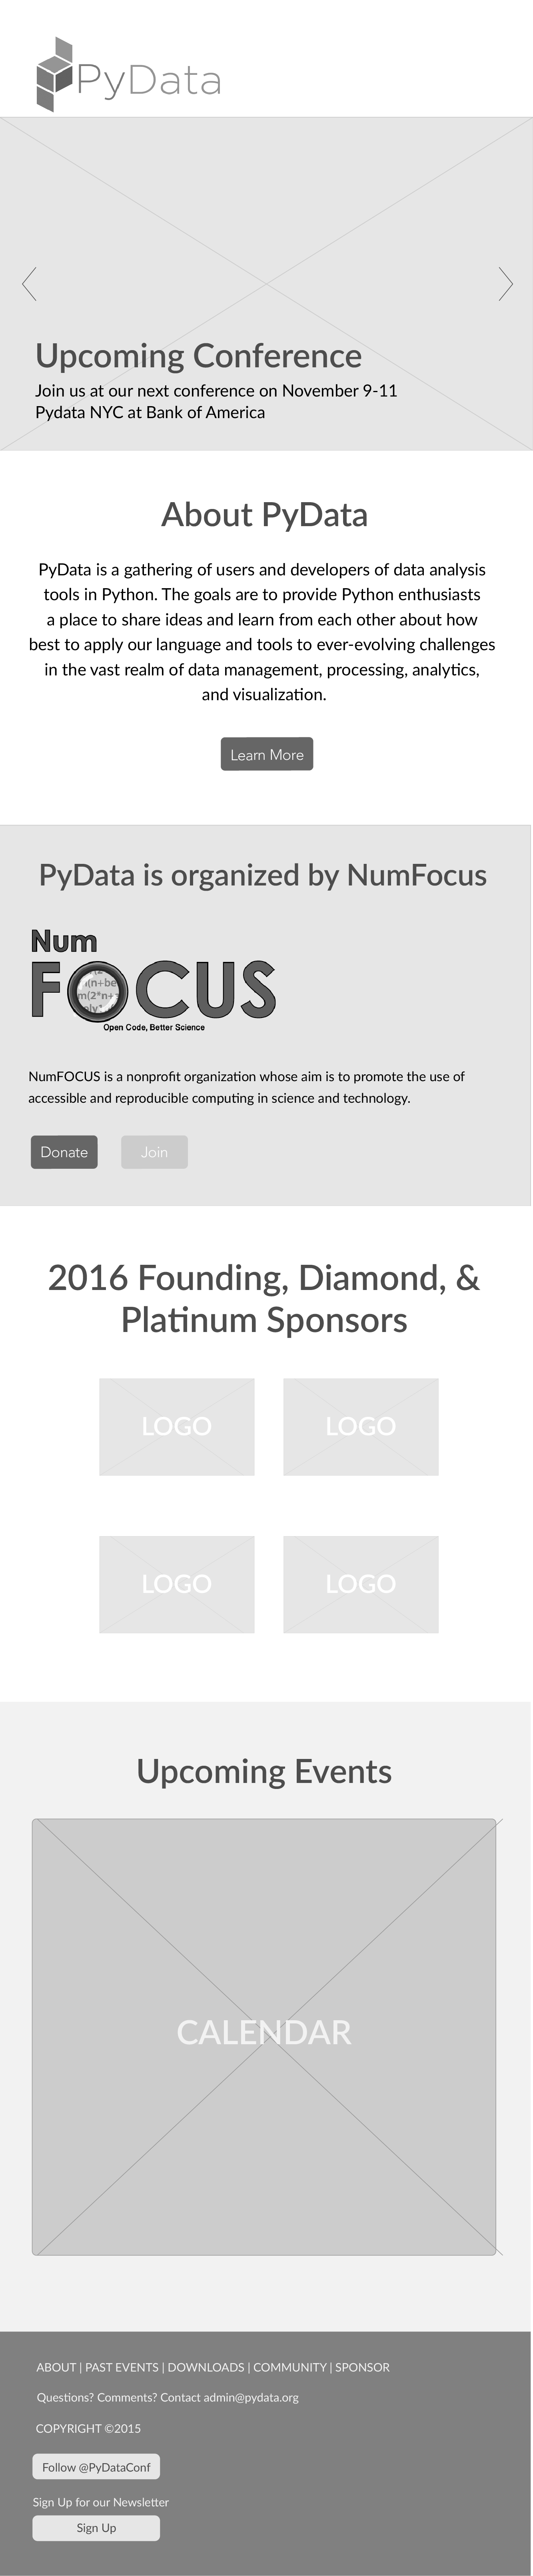 PyData
Upcoming Conference
Join us at our next conference on November 9-11
Pydata NYC at Bank of America
About PyData
PyData is a gathering of users and developers of data analysis
tools in Python. The goals are to provide Python enthusiasts
a place to share ideas and learn from each other about how
best to apply our language and tools to ever-evolving challenges
in the vast realm of data management, processing, analytics,
and visualization.
Learn More
PyData is organized by NumFocus
Num
FOCUS
Open Code, Better Science
NumFOCUS is a nonprofit organization whose aim is to promote the use of
accessible and reproducible computing in science and technology.
Donate Join
2016 Founding, Diamond, &
Platinum Sponsors
LOGO LOGO
LOGO LOGO
Upcoming Events
CALENDAR
ABOUT | PAST EVENTS | DOWNLOADS | COMMUNITY | SPONSOR
Questions? Comments? Contact admin@pydata.org
COPYRIGHT ©2015
Follow @PyDataConf
Sign Up for our Newsletter
Sign Up